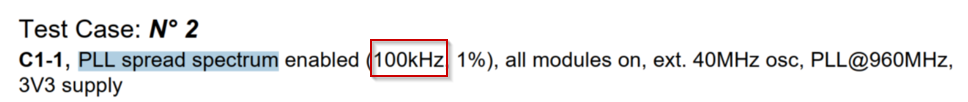 Test Case: N° 2
C1-1, PLL spread spectrum enabled (100kHz, 1%), all modules on, ext. 40MHz osc, PLL@960MHz,
3V3 supply